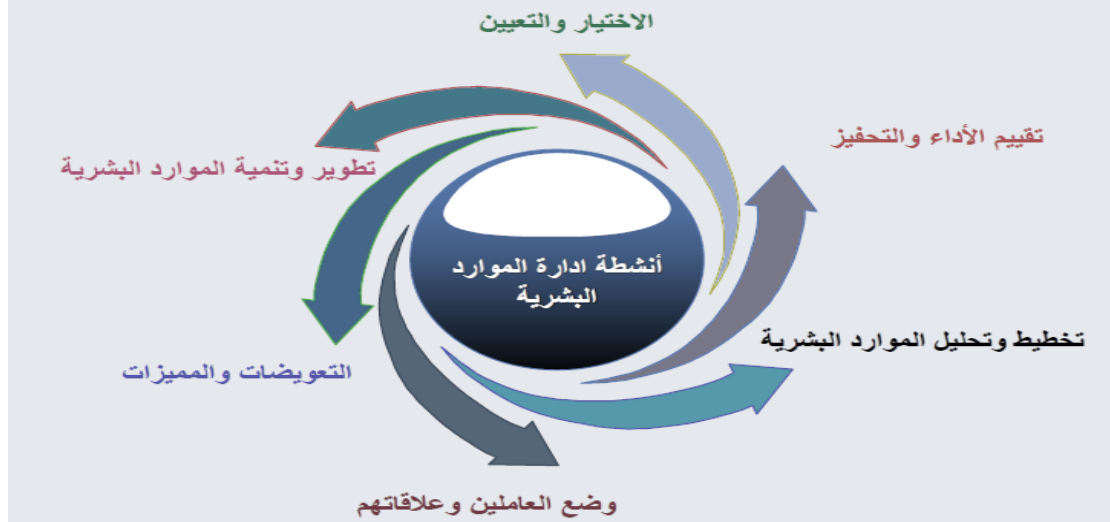 الاختيار والتعيين
تقييم الأداء والتحفيز
تطوير وتنمية الموارد البشرية
أنشطة ادارة الموارد
البشرية
تخطيط وتحليل الموارد البشرية
التعويضات والمميزات
وضع العاملين وعلاقاتهم